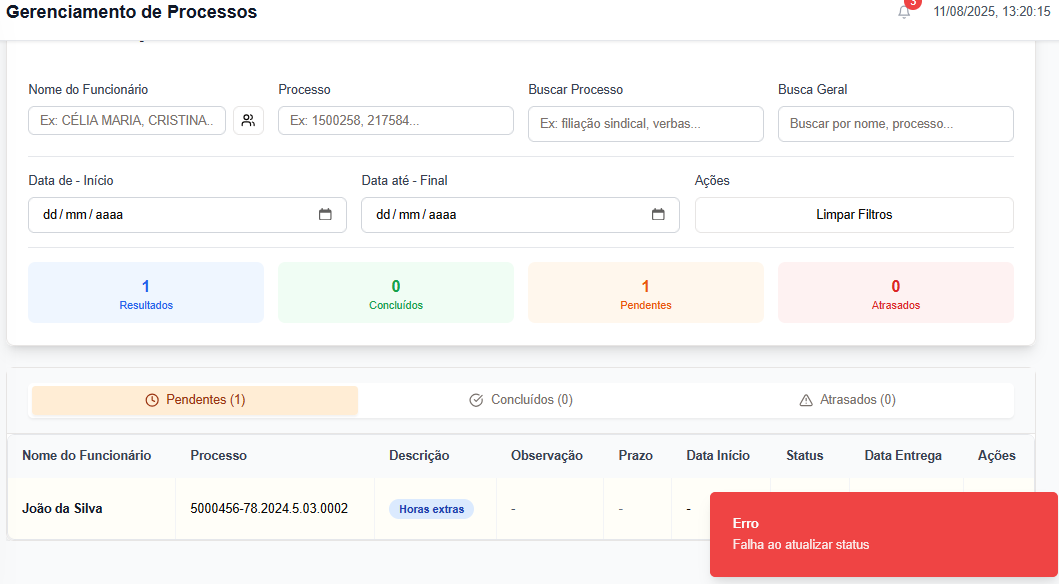 Gerenciamento de Processos
3
11/08/2025, 13:20:15
Nome do Funcionário
Processo
Buscar Processo
Busca Geral
Ex: CÉLIA MARIA, CRISTINA..
Ex: 1500258, 217584...
Ex: filiação sindical, verbas...
Buscar por nome, processo...
Data de - Início
Data até - Final
Ações
dd/mm/aaaa
dd/mm/aaaa
Limpar Filtros
1
Resultados
0
Concluídos
1
Pendentes
0
Atrasados
Pendentes (1)
Concluídos (0)
Atrasados (0)
Nome do Funcionário
Processo
Descrição
Observação
Prazo
Data Início
Status
Data Entrega
Ações
João da Silva
5000456-78.2024.5.03.0002
Horas extras
-
-
-
Erro
Falha ao atualizar status